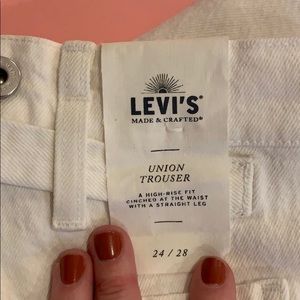 LEVI'S®
MADE & CRAFTED®
UNION
TROUSER
A HIGH-RISE FIT
CINCHED AT THE WAIST
WITH A STRAIGHT LEG
24 / 28